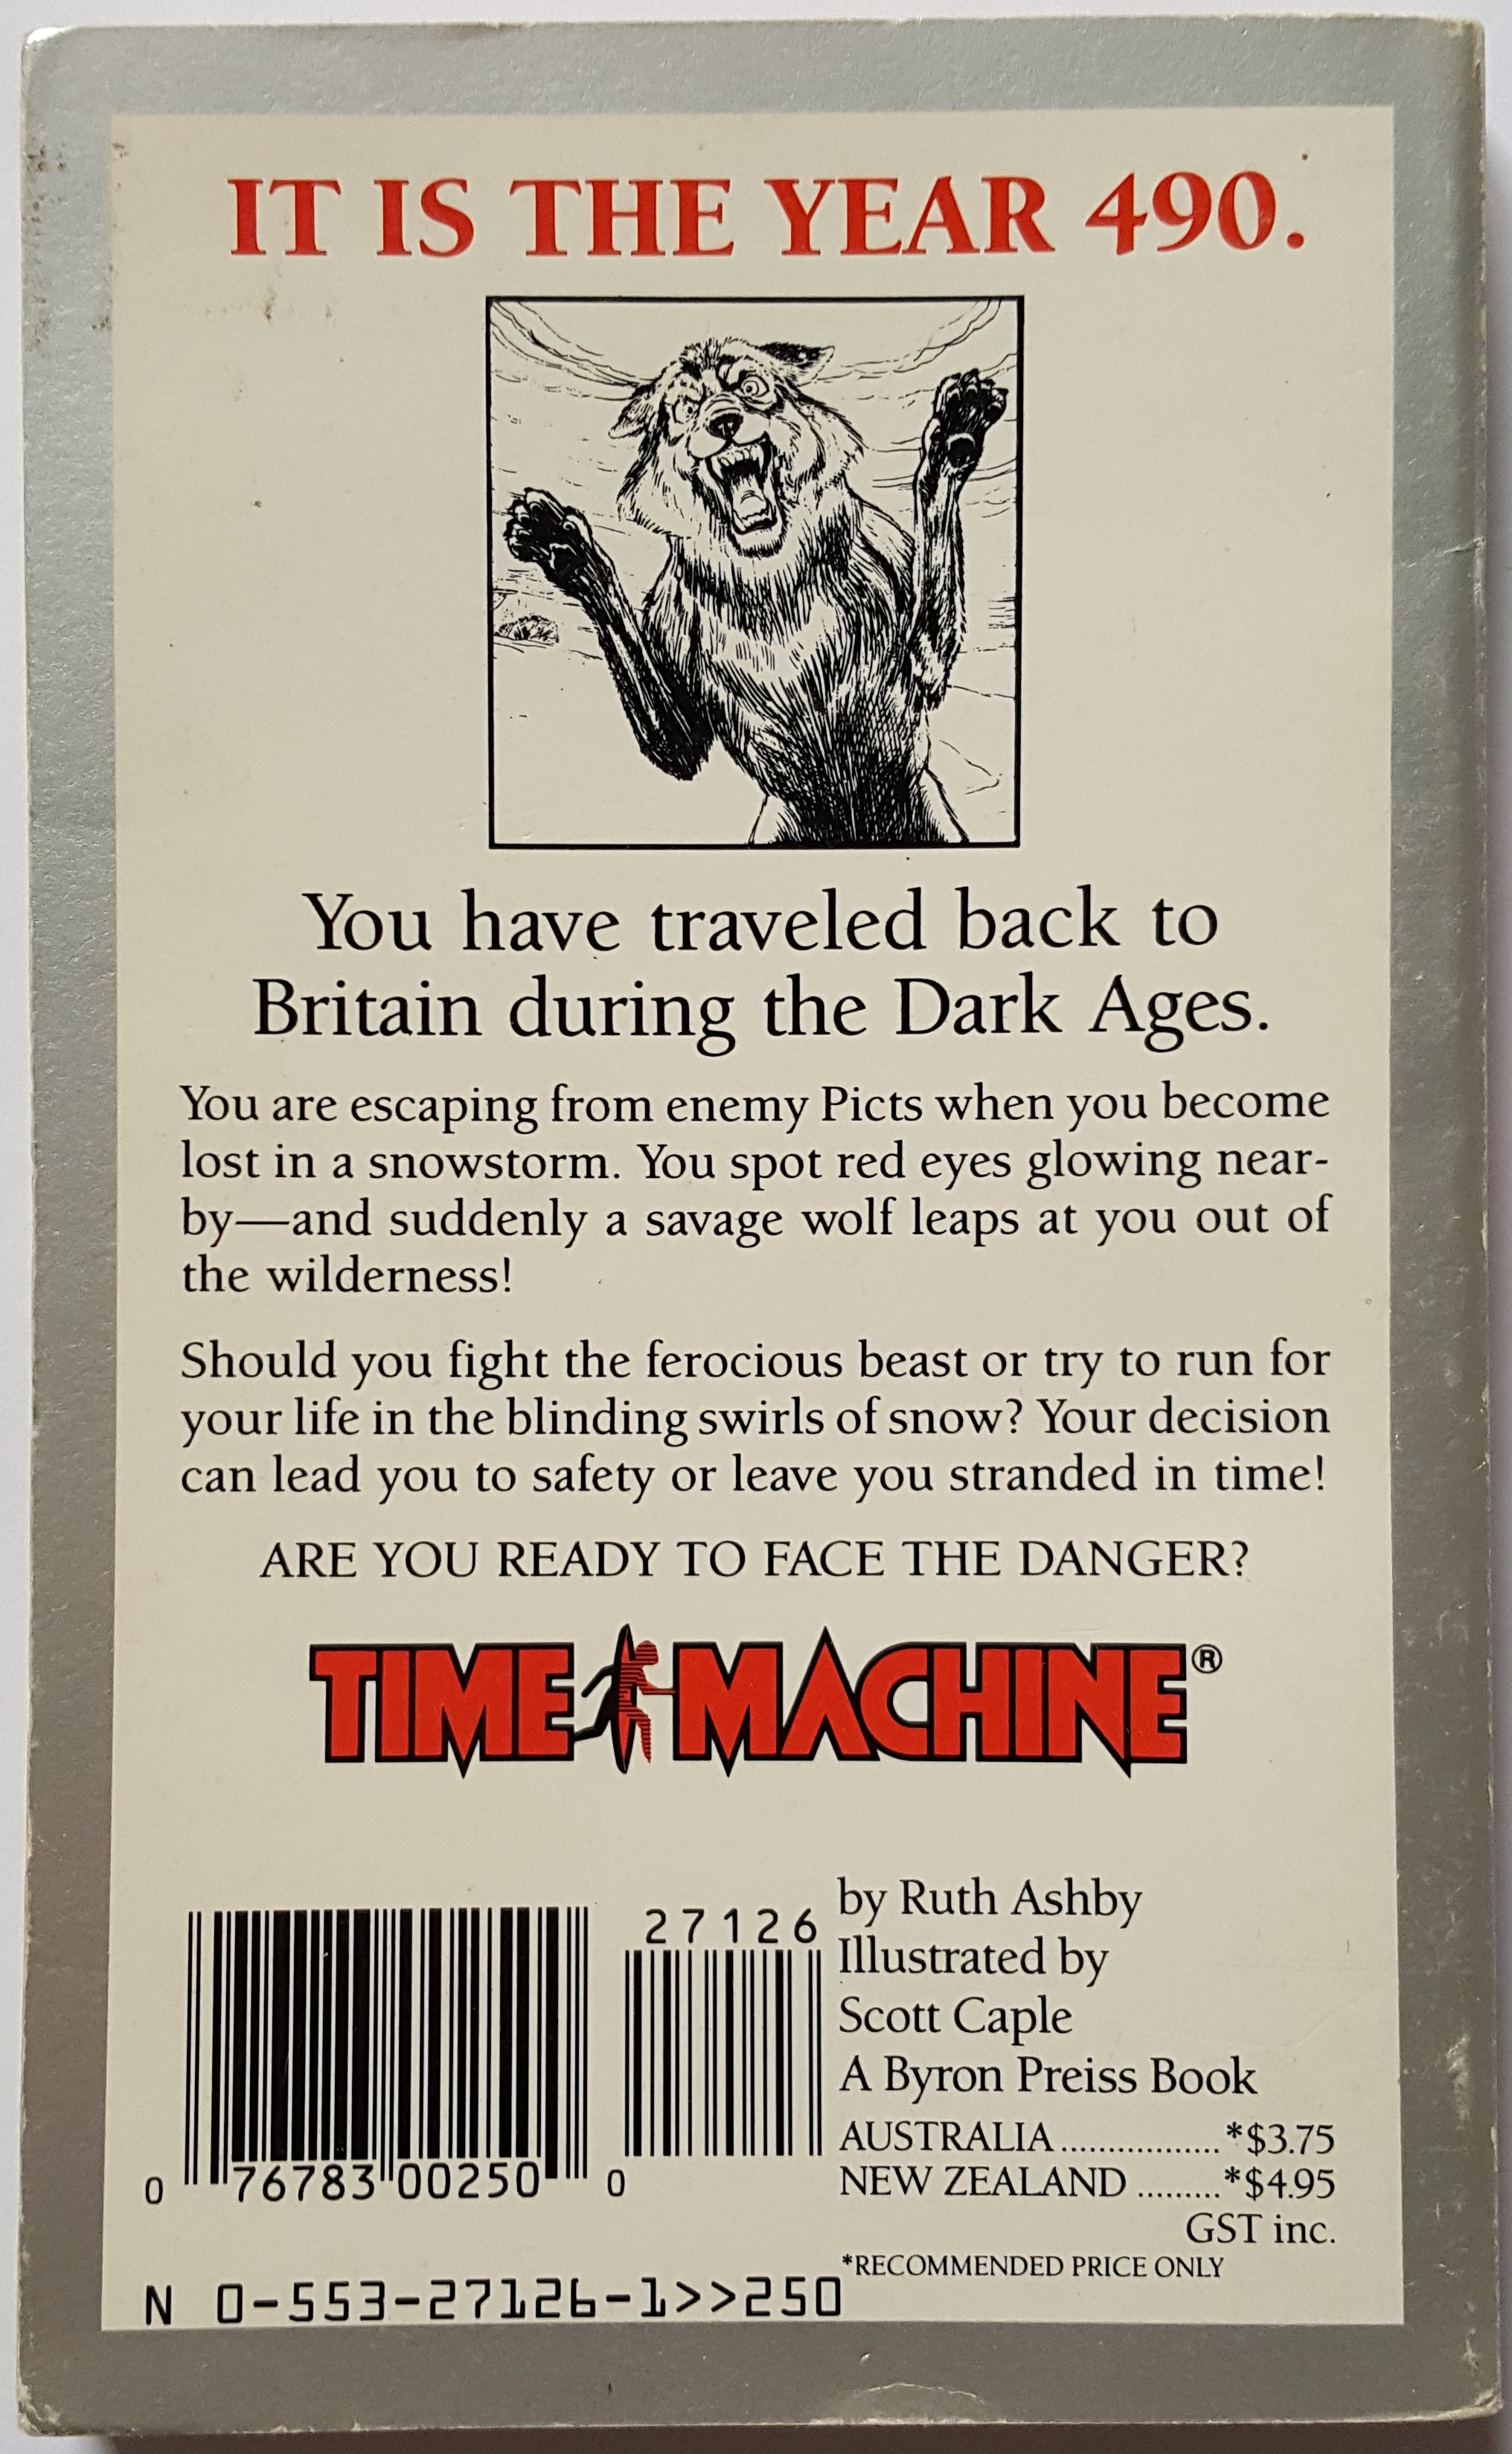 IT IS THE YEAR 490.
You have traveled back to
Britain during the Dark Ages.
You are escaping from enemy Picts when you become
lost in a snowstorm. You spot red eyes glowing near-
by—and suddenly a savage wolf leaps at you out of
the wilderness!
Should you fight the ferocious beast or try to run for
your life in the blinding swirls of snow? Your decision
can lead you to safety or leave you stranded in time!
ARE YOU READY TO FACE THE DANGER?
TIME MACHINE®
27126
0 76783 00250 0
by Ruth Ashby
Illustrated by
Scott Caple
A Byron Preiss Book
AUSTRALIA.................*$3.75
NEW ZEALAND .........*$4.95
GST inc.
*RECOMMENDED PRICE ONLY
N 0-553-27126-1>>250